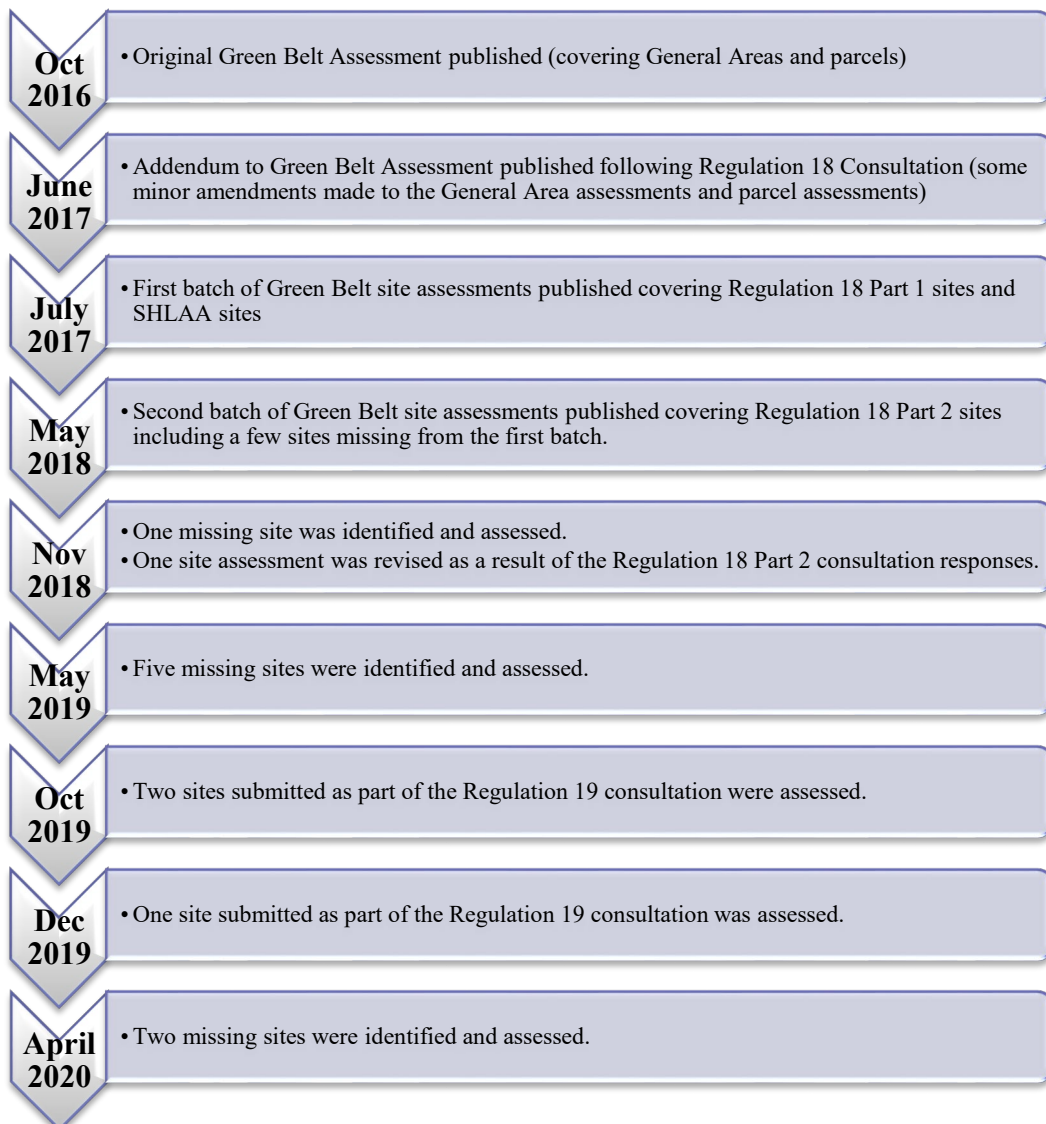 Oct
2016
• Original Green Belt Assessment published (covering General Areas and parcels)
June
2017
• Addendum to Green Belt Assessment published following Regulation 18 Consultation (some
minor amendments made to the General Area assessments and parcel assessments)
July
2017
• First batch of Green Belt site assessments published covering Regulation 18 Part 1 sites and
SHLAA sites
May
2018
• Second batch of Green Belt site assessments published covering Regulation 18 Part 2 sites
including a few sites missing from the first batch.
Nov
2018
• One missing site was identified and assessed.
• One site assessment was revised as a result of the Regulation 18 Part 2 consultation responses.
May
2019
• Five missing sites were identified and assessed.
Oct
2019
• Two sites submitted as part of the Regulation 19 consultation were assessed.
Dec
2019
• One site submitted as part of the Regulation 19 consultation was assessed.
April
2020
• Two missing sites were identified and assessed.